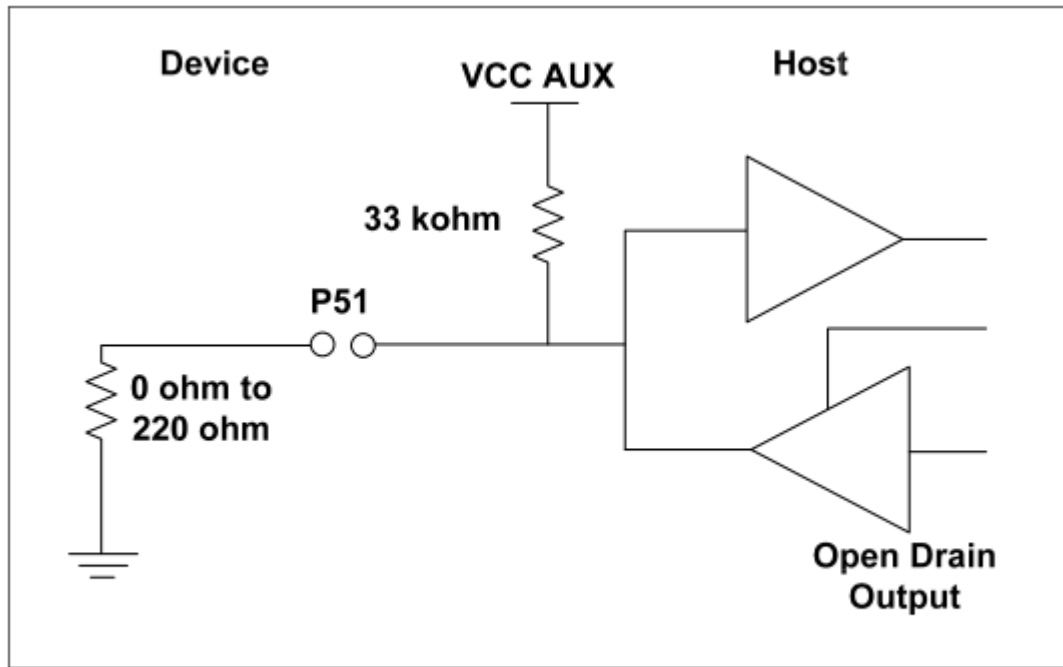 Device
VCC AUX
Host
33 kohm
P51
0 ohm to
220 ohm
Open Drain
Output